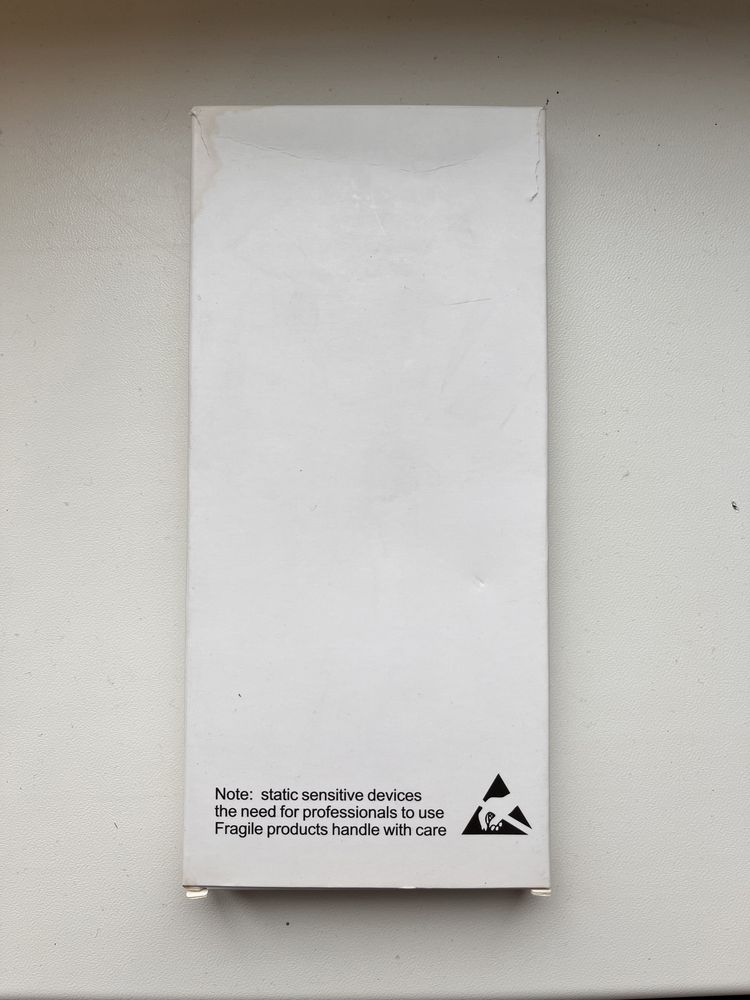 Note: static sensitive devices
the need for professionals to use
Fragile products handle with care